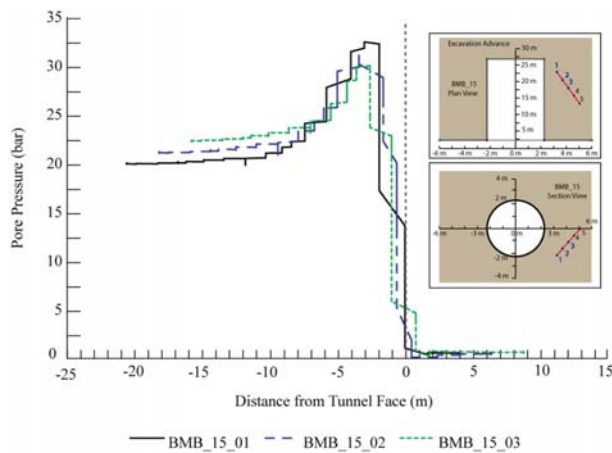 35
30
25
20
15
10
5
0
Pore Pressure (bar)
-25 -20 -15 -10 -5 0 5 10 15
Distance from Tunnel Face (m)
BMB_15_01 BMB_15_02 BMB_15_03
Excavation Advance
30 m
25 m
20 m
15 m
10 m
5 m
BMB_15
Plan View
1
2
3
4
5
-6 m -4 m -2 m 0 m 2 m 4 m 6 m
BMB_15
Section View
4 m
2 m
-6 m -3 m 0 m 3 m 6 m
-2 m
-4 m
5
4
3
2
1